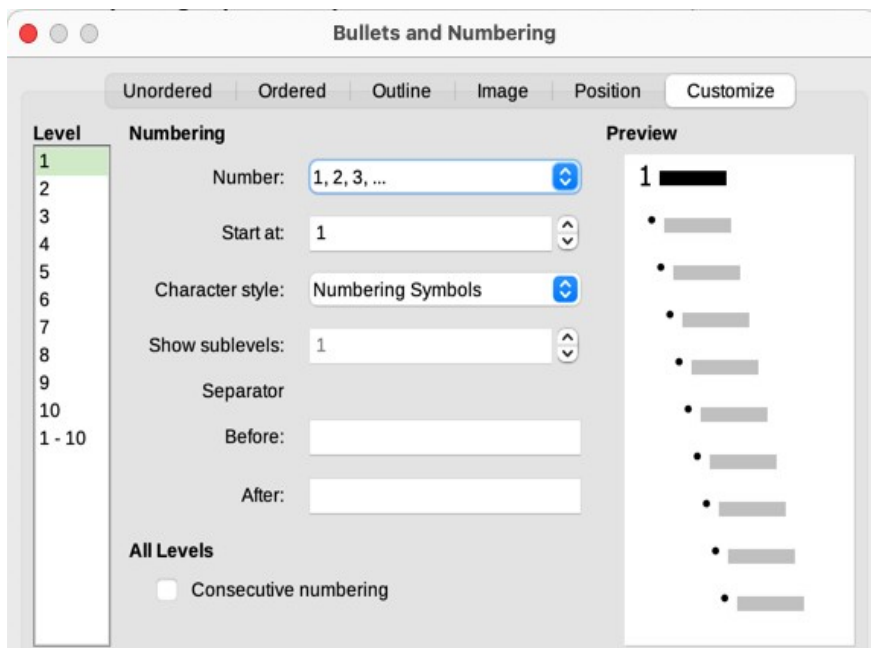 Bullets and Numbering
Unordered Ordered Outline Image Position Customize
Level
1
2
3
4
5
6
7
8
9
10
1 - 10
Numbering
Number: 1, 2, 3, ...
Start at: 1
Character style: Numbering Symbols
Show sublevels: 1
Separator
Before:
After:
All Levels
Consecutive numbering
Preview
1